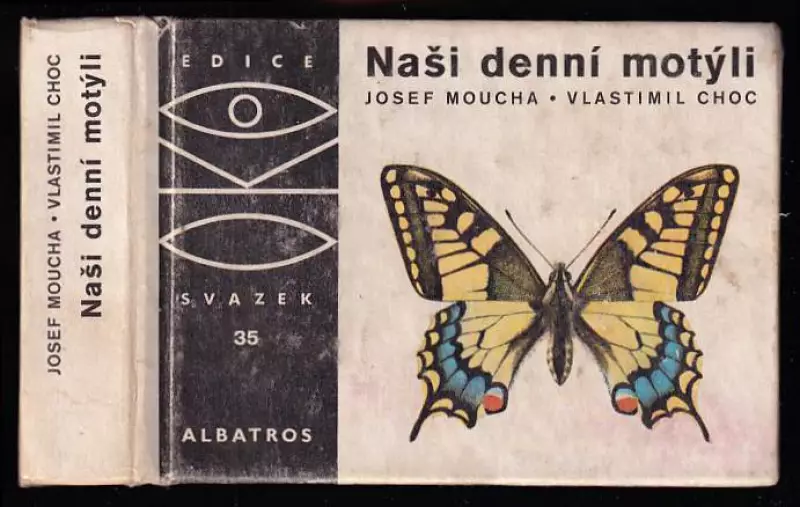 JOSEF MOUCHA • VLASTIMIL CHOC
Naši denní motýli
EDICE
OKO
SVAZEK
35
ALBATROS
Naši denní motýli
JOSEF MOUCHA • VLASTIMIL CHOC